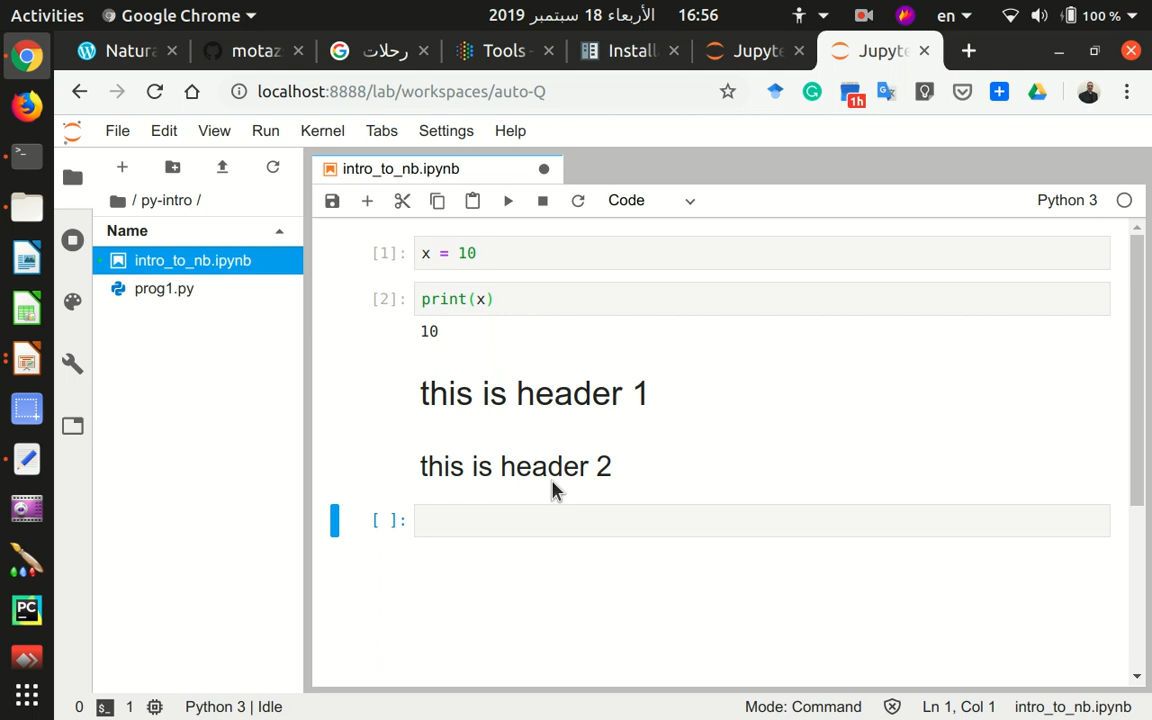 Activities Google Chrome الأربعاء 18 سبتمبر 2019 16:56 en 100 %
Natura motaz رحلات Tools Install Jupyte Jupyte
localhost:8888/lab/workspaces/auto-Q 1h
File Edit View Run Kernel Tabs Settings Help
intro_to_nb.ipynb
/ py-intro /
Code Python 3
Name
intro_to_nb.ipynb
prog1.py
[1]: x = 10
[2]: print(x)
10
this is header 1
this is header 2
[ ]:
PC
0 1 Python 3 | Idle Mode: Command Ln 1, Col 1 intro_to_nb.ipynb